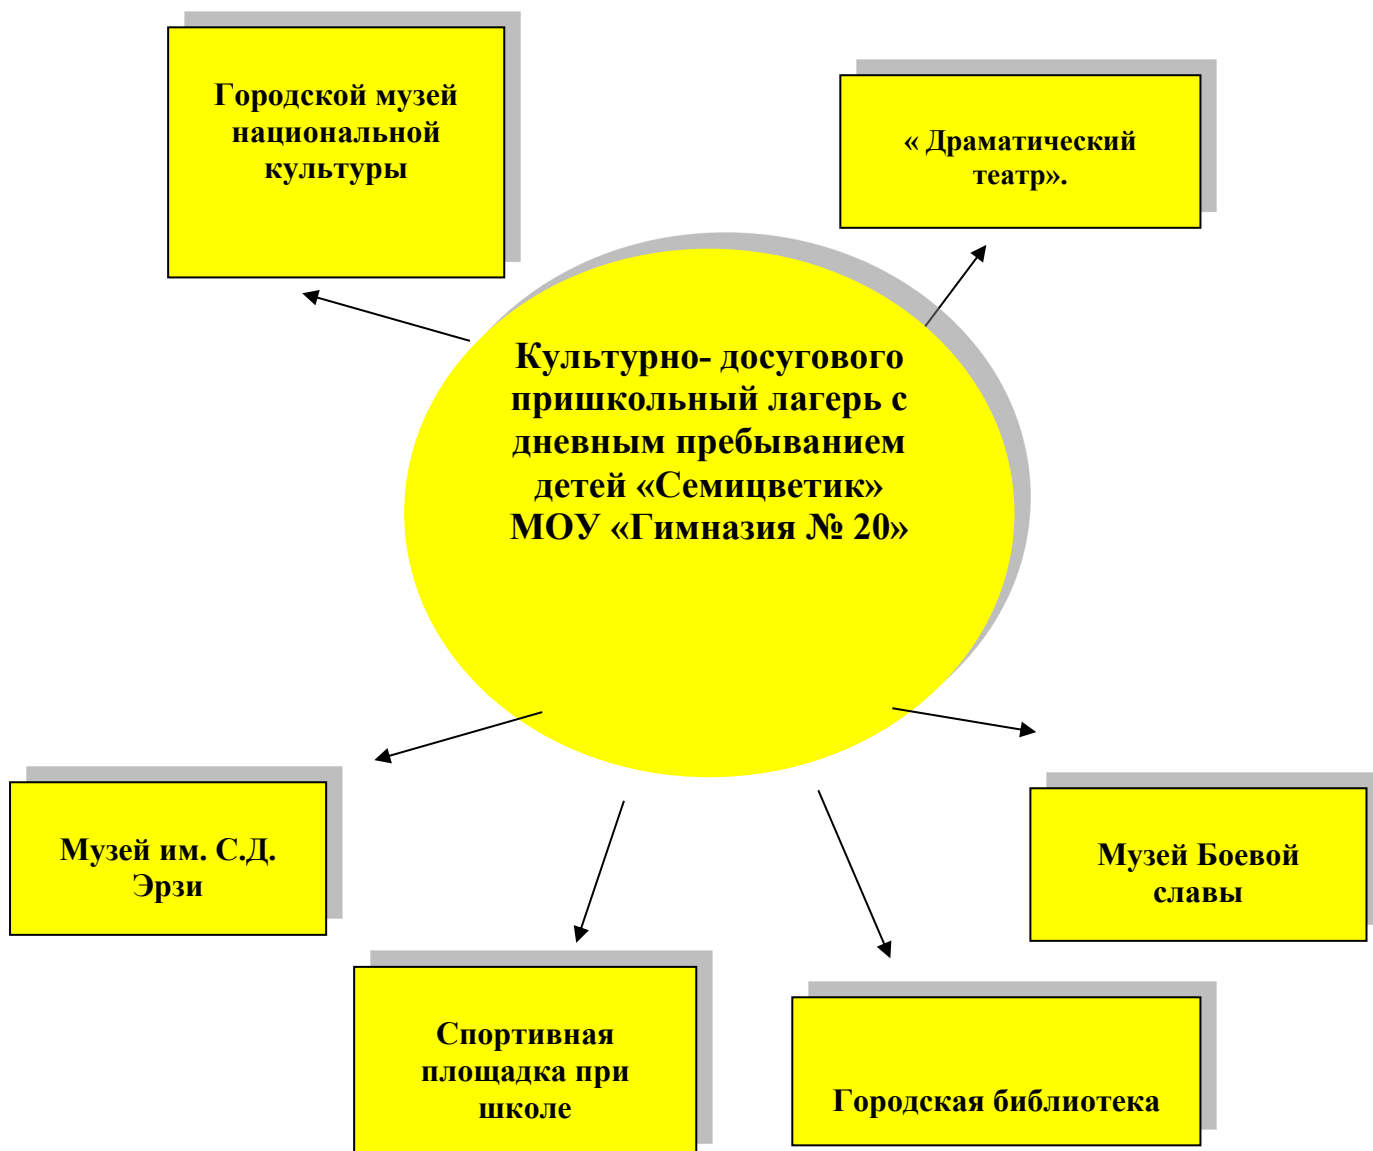 Городской музей
национальной
культуры
« Драматический
театр».
Культурно- досугового
пришкольный лагерь с
дневным пребыванием
детей «Семицветик»
МОУ «Гимназия № 20»
Музей им. С.Д.
Эрзи
Музей Боевой
славы
Спортивная
площадка при
школе
Городская библиотека